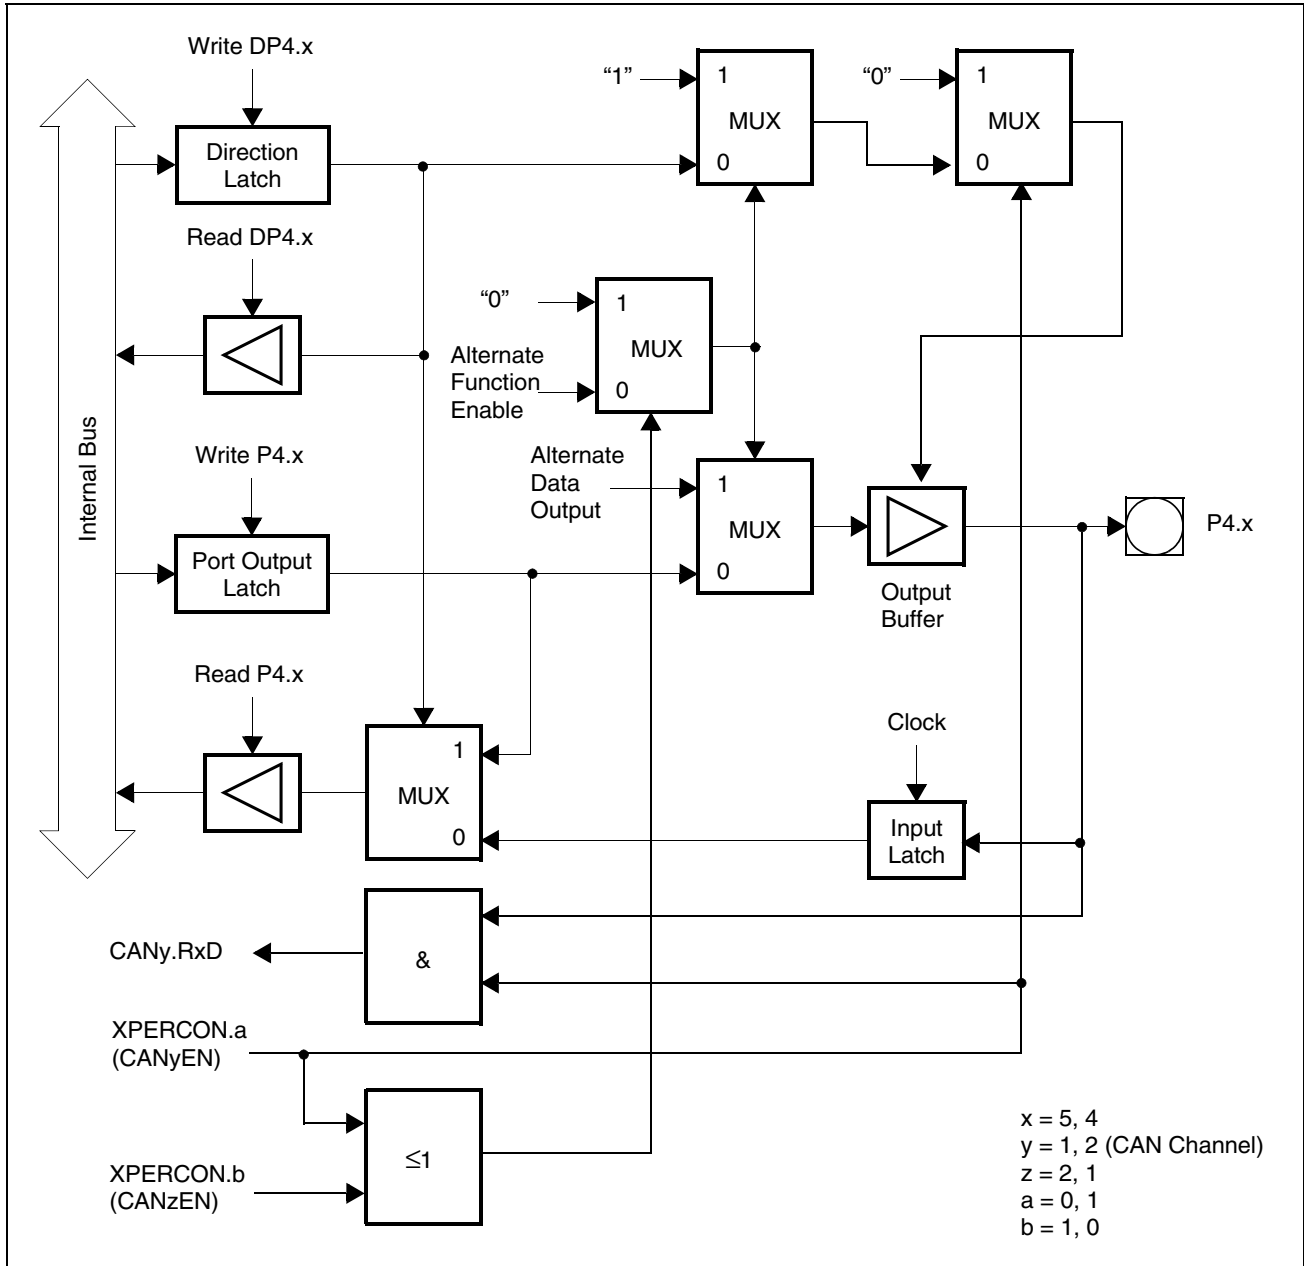 Write DP4.x
“1”
1
MUX
0
“0”
1
MUX
0
Direction
Latch
Read DP4.x
“0”
1
MUX
0
Alternate
Function
Enable
Internal Bus
Write P4.x
Alternate
Data
Output
1
MUX
0
Port Output
Latch
Output
Buffer
P4.x
Read P4.x
1
MUX
0
Clock
Input
Latch
CANy.RxD
&
XPERCON.a
(CANyEN)
≤1
XPERCON.b
(CANzEN)
x = 5, 4
y = 1, 2 (CAN Channel)
z = 2, 1
a = 0, 1
b = 1, 0